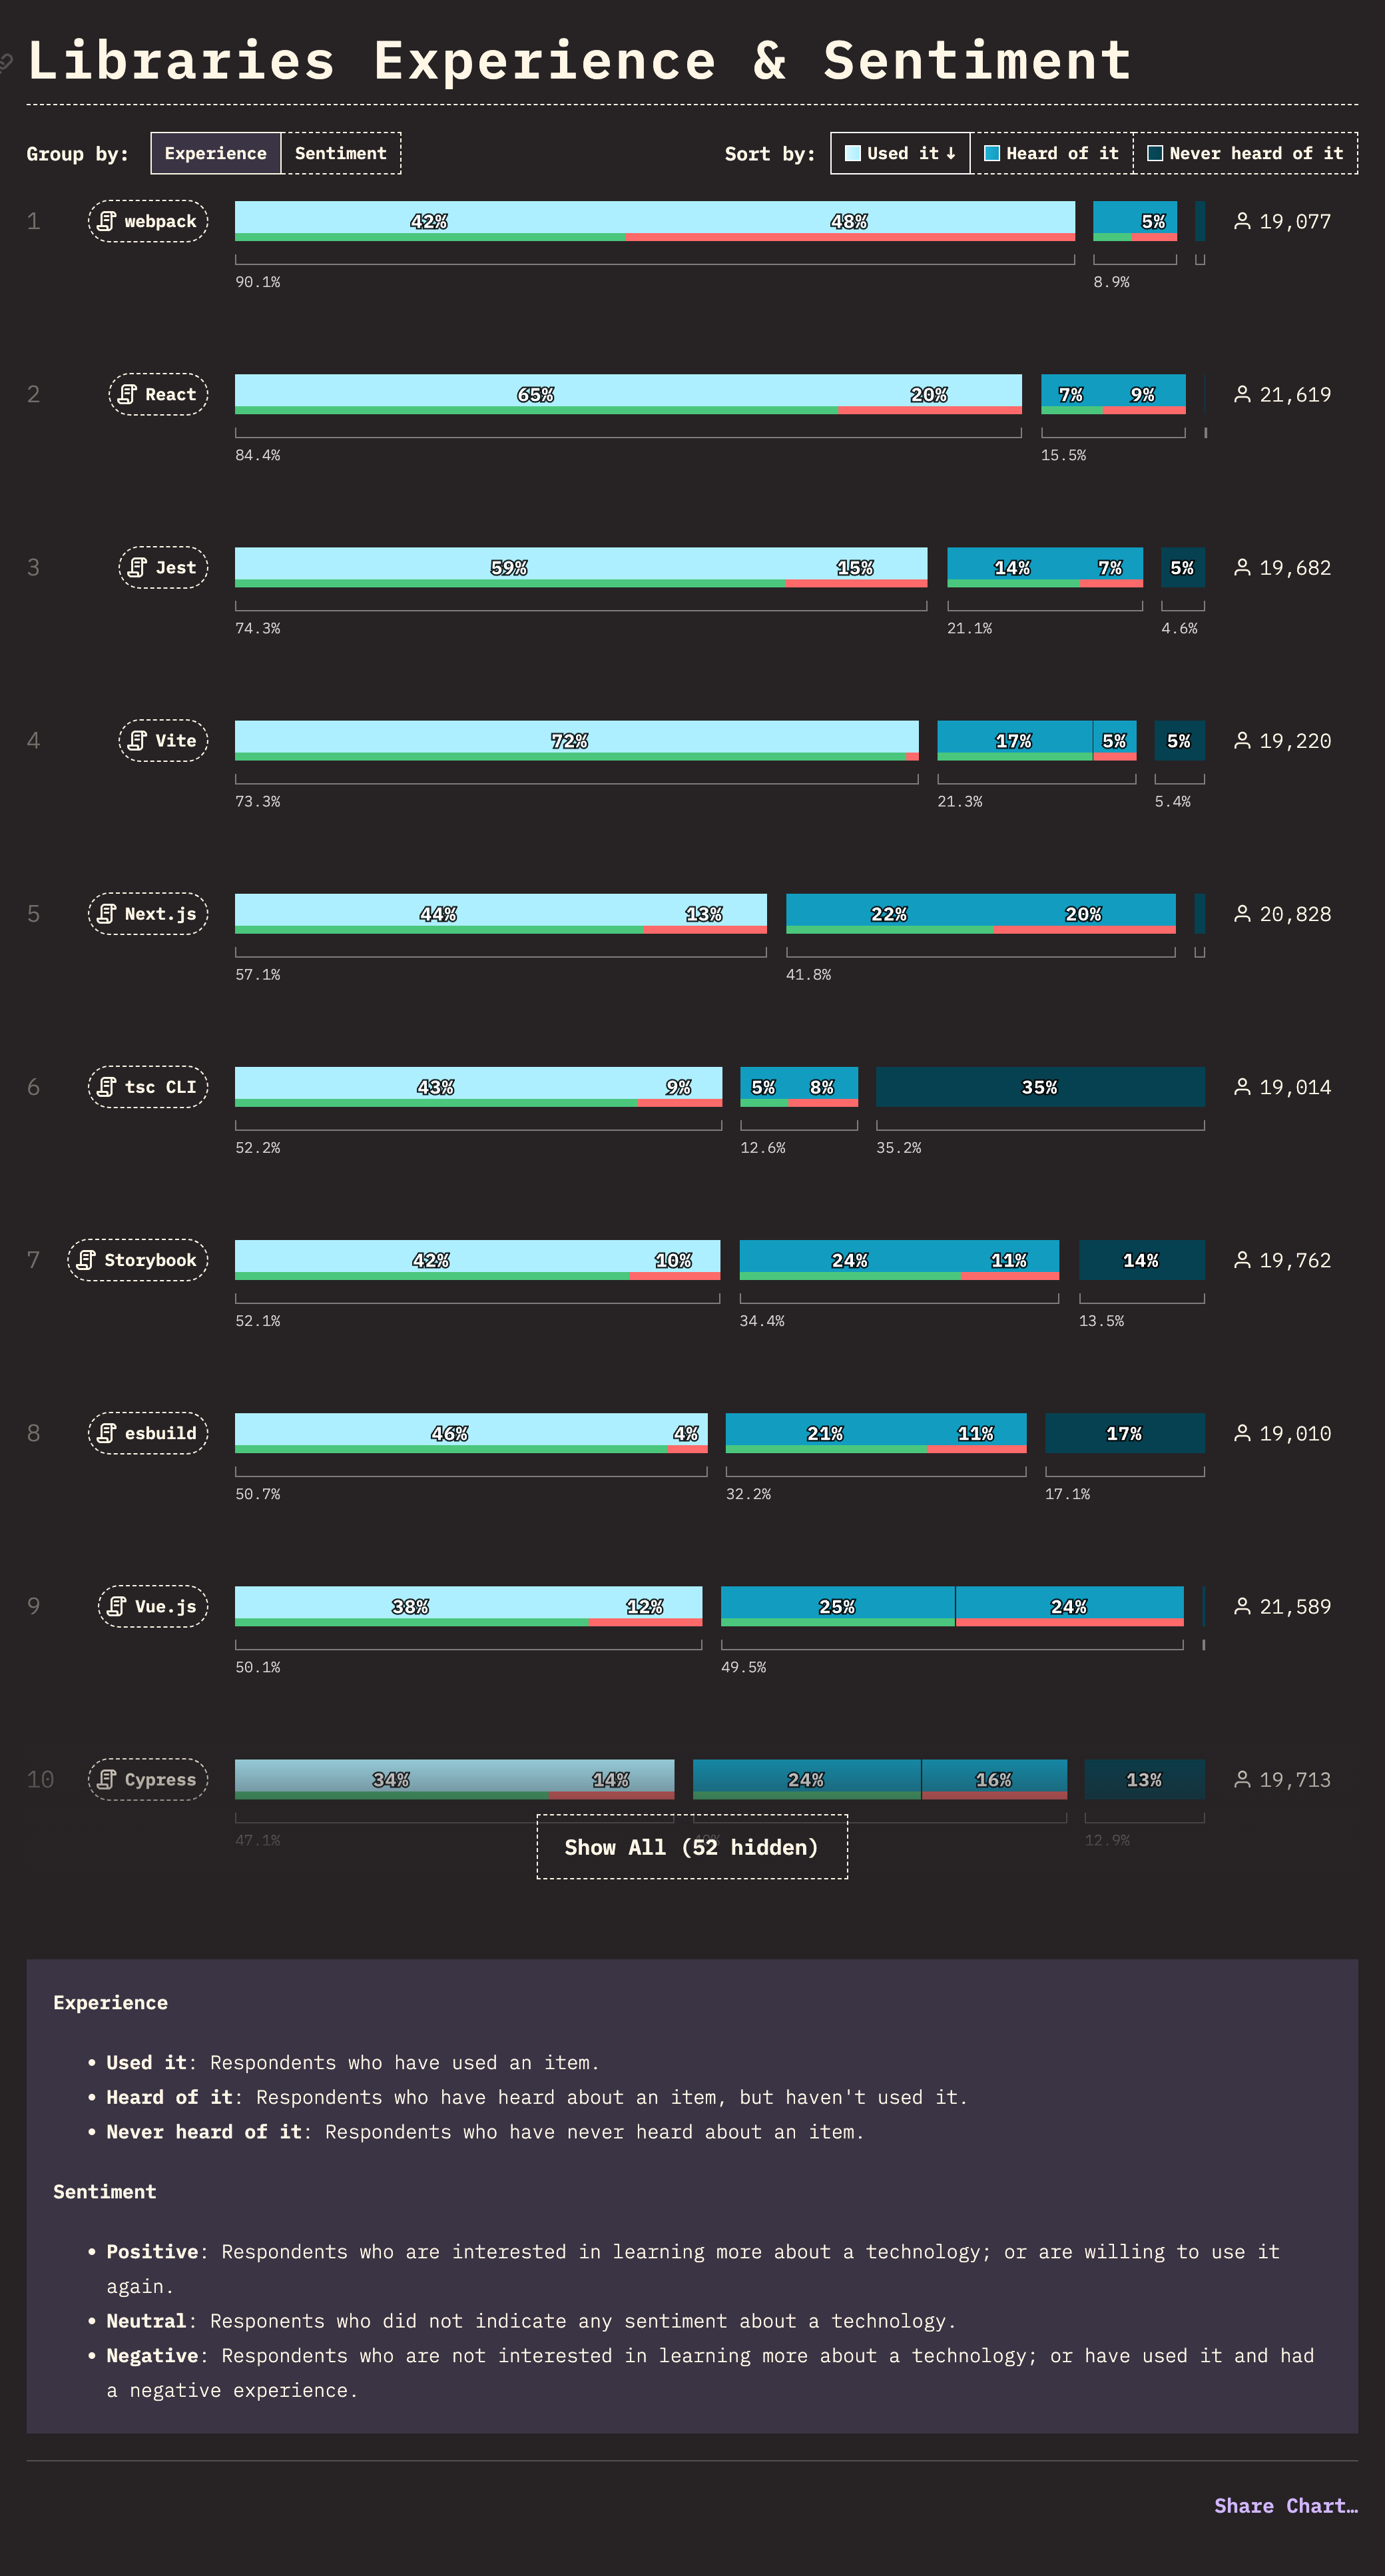 Libraries Experience & Sentiment
Group by: Experience Sentiment Sort by: Used it ↓ Heard of it Never heard of it
1 webpack 42% 48% 5% 19,077
90.1% 8.9%
2 React 65% 20% 7% 9% 21,619
84.4% 15.5%
3 Jest 59% 15% 14% 7% 5% 19,682
74.3% 21.1% 4.6%
4 Vite 72% 17% 5% 5% 19,220
73.3% 21.3% 5.4%
5 Next.js 44% 13% 22% 20% 20,828
57.1% 41.8%
6 tsc CLI 43% 9% 5% 8% 35% 19,014
52.2% 12.6% 35.2%
7 Storybook 42% 10% 24% 11% 14% 19,762
52.1% 34.4% 13.5%
8 esbuild 46% 4% 21% 11% 17% 19,010
50.7% 32.2% 17.1%
9 Vue.js 38% 12% 25% 24% 21,589
50.1% 49.5%
10 Cypress 34% 14% 24% 16% 13% 19,713
47.1% 12.9%
Show All (52 hidden)
Experience
• Used it: Respondents who have used an item.
• Heard of it: Respondents who have heard about an item, but haven't used it.
• Never heard of it: Respondents who have never heard about an item.
Sentiment
• Positive: Respondents who are interested in learning more about a technology; or are willing to use it
again.
• Neutral: Responents who did not indicate any sentiment about a technology.
• Negative: Respondents who are not interested in learning more about a technology; or have used it and had
a negative experience.
Share Chart…